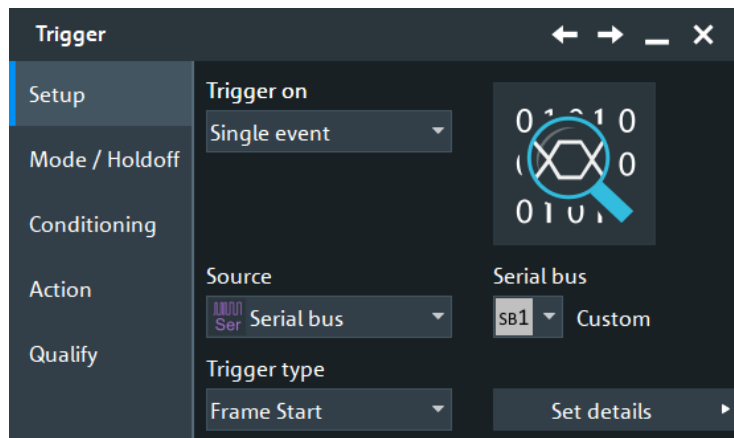 Trigger
Setup
Mode / Holdoff
Conditioning
Action
Qualify
Trigger on
Single event
Source
Ser Serial bus
Trigger type
Frame Start
Serial bus
SB1 Custom
Set details